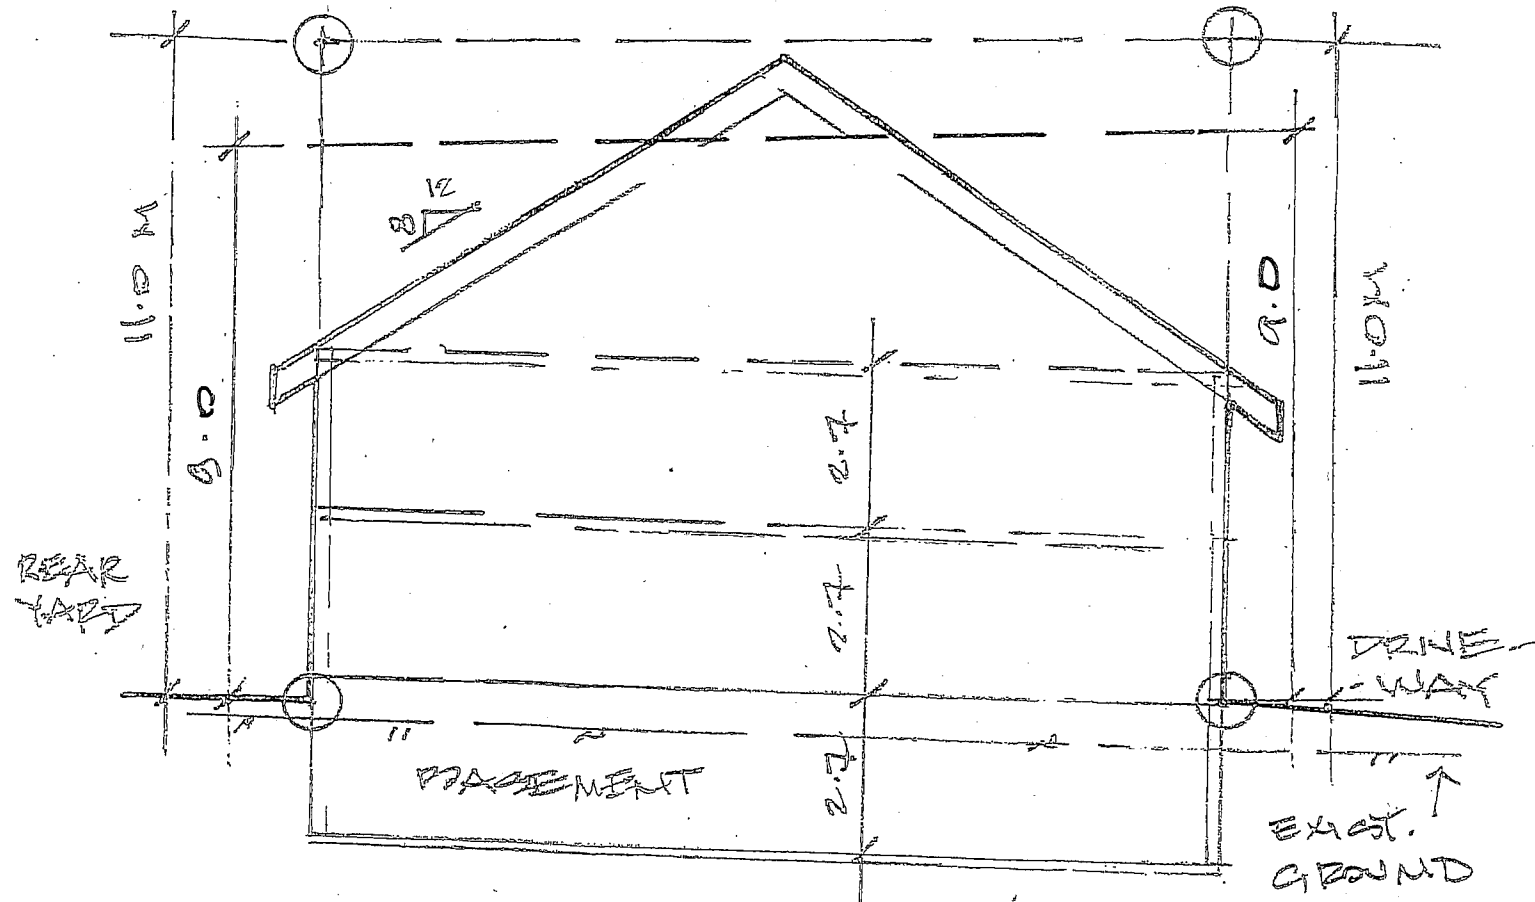 12
8
11.0 M
9.0
9.0
11.0M
2.7
2.7
2.7
REAR
YARD
DRIVE-
WAY
BASEMENT
EXIST.
GROUND